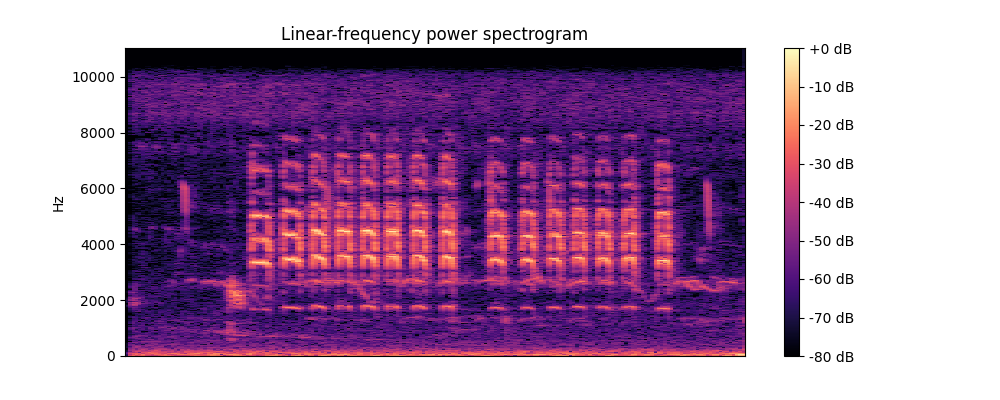 Linear-frequency power spectrogram
10000
8000
6000
4000
2000
0
Hz
+0 dB
-10 dB
-20 dB
-30 dB
-40 dB
-50 dB
-60 dB
-70 dB
-80 dB